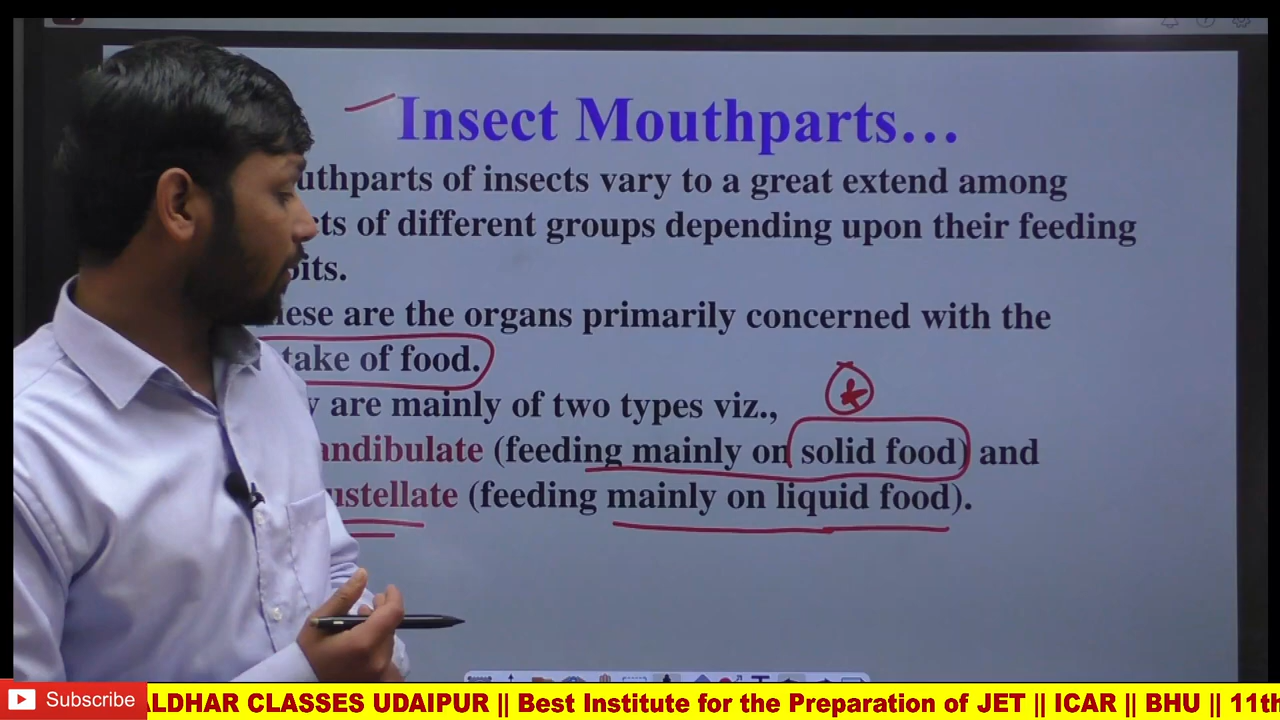 Insect Mouthparts...
uthparts of insects vary to a great extend among
cts of different groups depending upon their feeding
bits.
hese are the organs primarily concerned with the
take of food.
y are mainly of two types viz.,
andibulate (feeding mainly on solid food) and
ustellate (feeding mainly on liquid food).
Subscribe
ALDHAR CLASSES UDAIPUR || Best Institute for the Preparation of JET || ICAR || BHU || 11th